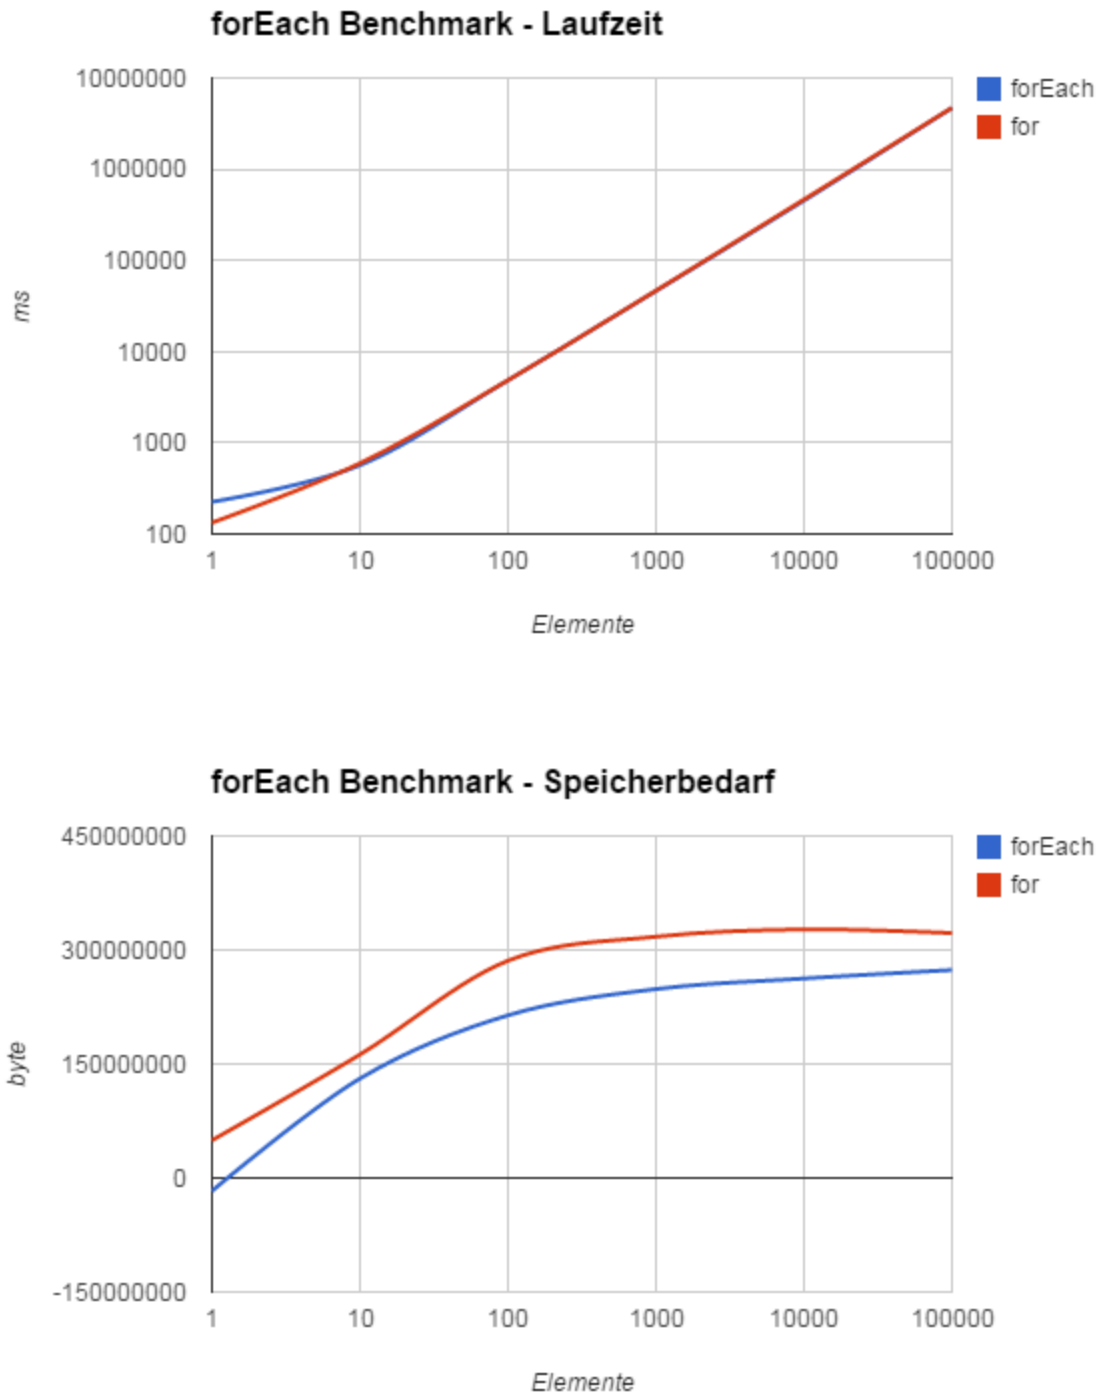 forEach Benchmark - Laufzeit
10000000
1000000
100000
10000
1000
100
ms
1 10 100 1000 10000 100000
Elemente
forEach
for
forEach Benchmark - Speicherbedarf
450000000
300000000
150000000
0
-150000000
byte
1 10 100 1000 10000 100000
Elemente
forEach
for